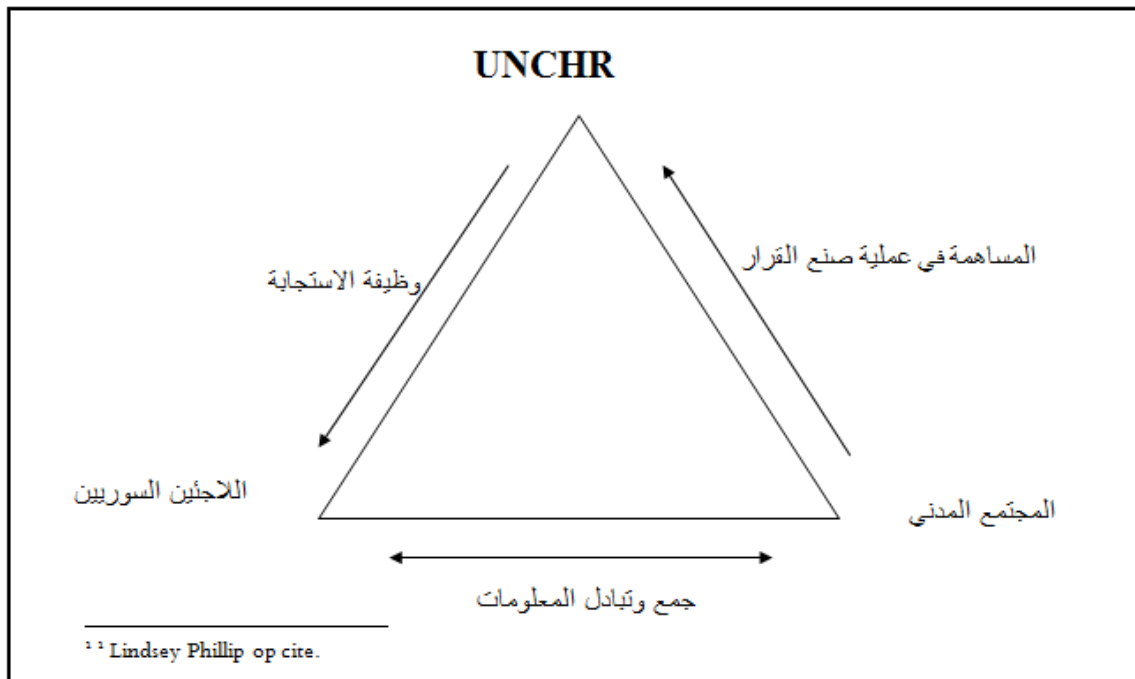 UNCHR
المساهمة في عملية صنع القرار
وظيفة الاستجابة
اللاجئين السوريين
المجتمع المدني
جمع وتبادل المعلومات
¹ ¹ Lindsey Phillip op cite.